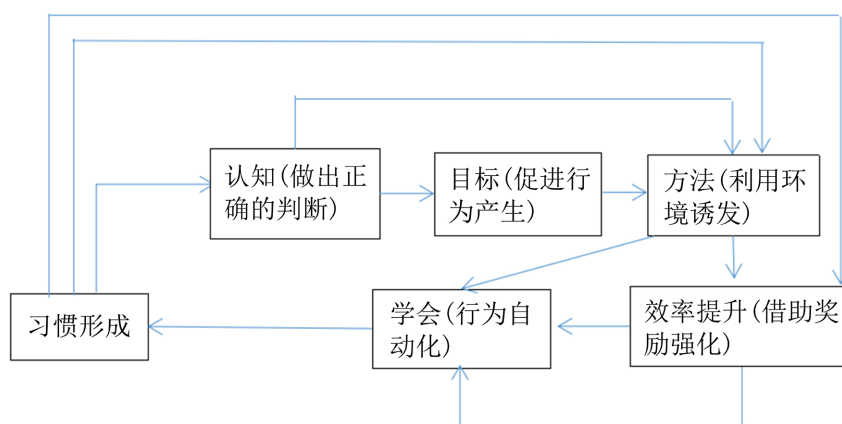 认知(做出正
确的判断)
目标(促进行
为产生)
方法(利用环
境诱发)
习惯形成
学会(行为自
动化)
效率提升(借助奖
励强化)